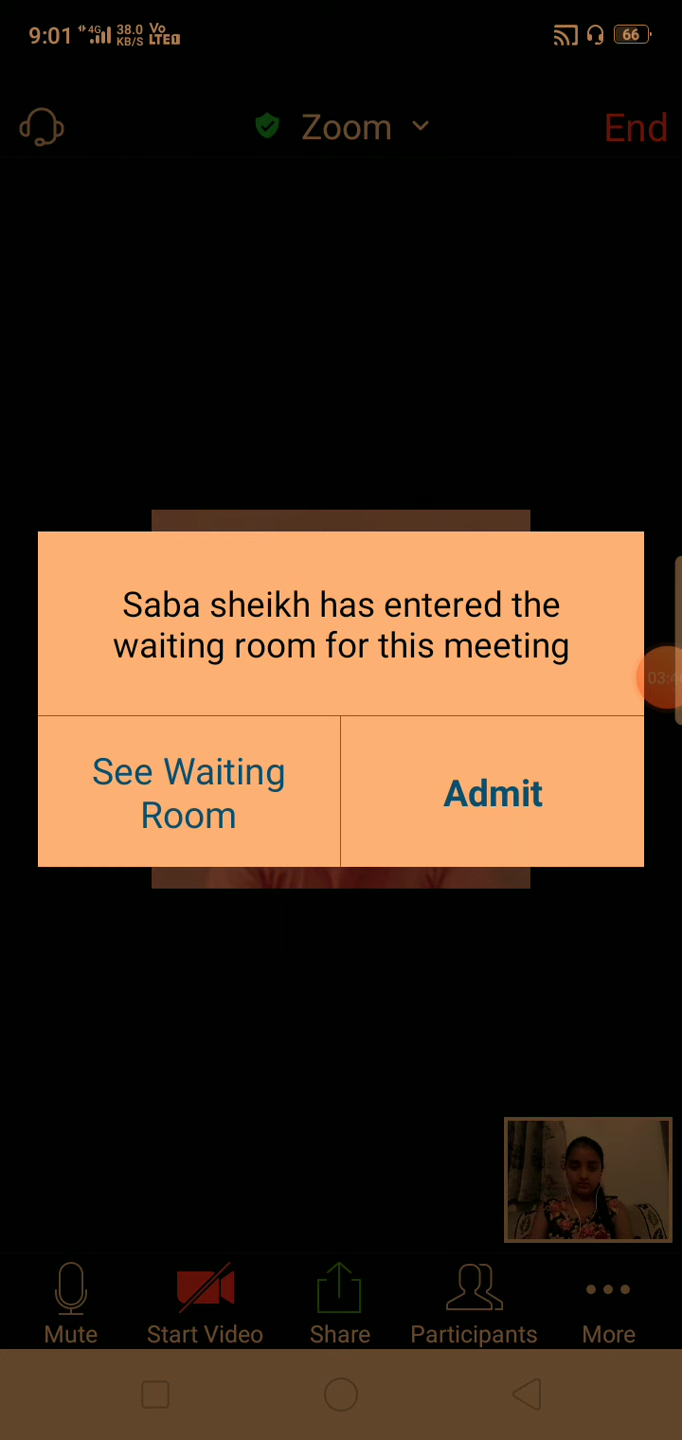 9:01 4G 38.0 KB/S Vo LTE 66
Zoom End
Saba sheikh has entered the
waiting room for this meeting
See Waiting
Room
Admit
Mute Start Video Share Participants More